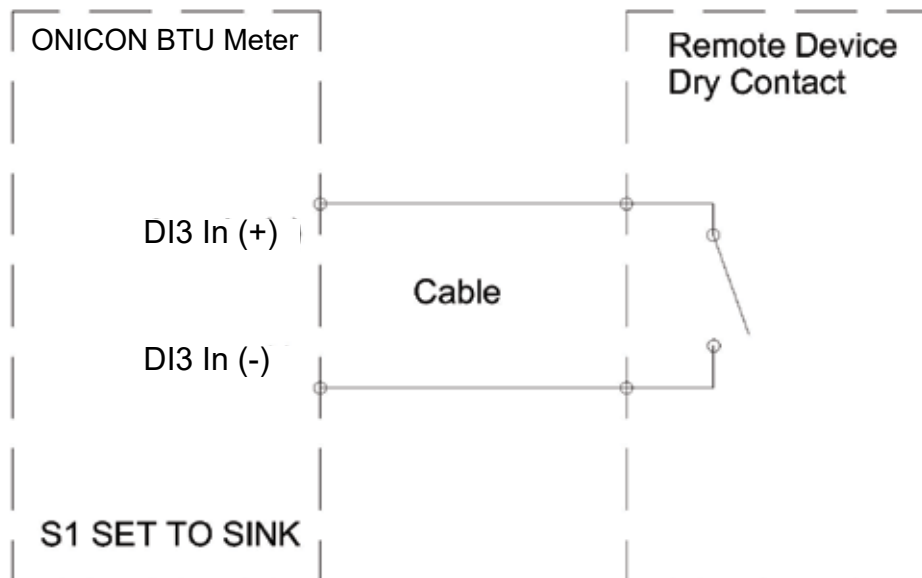 ONICON BTU Meter
Remote Device
Dry Contact
DI3 In (+)
Cable
DI3 In (-)
S1 SET TO SINK